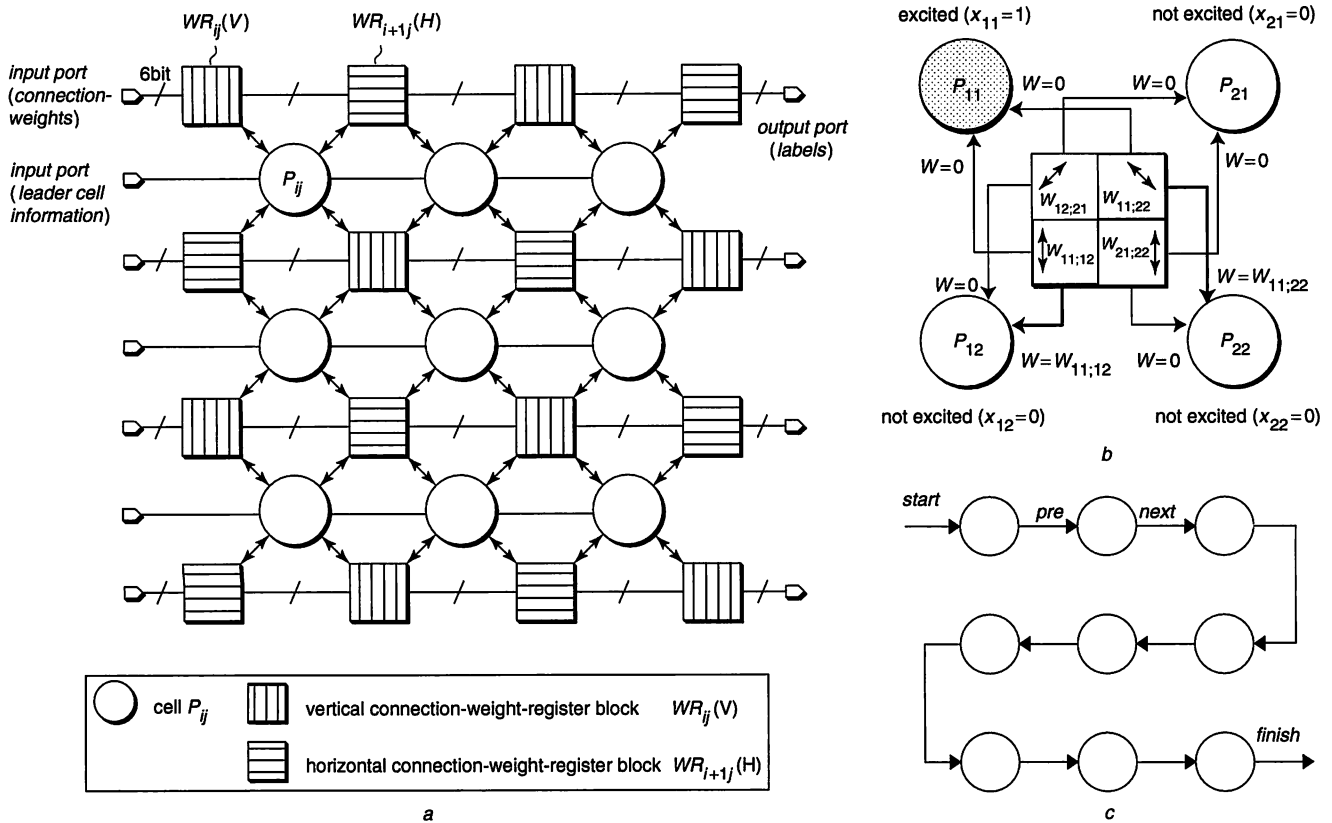 WRij(V)
WRi+1j(H)
input port
(connection-
weights)
6bit
output port
(labels)
input port
(leader cell
information)
Pij
cell Pij
vertical connection-weight-register block WRij(V)
horizontal connection-weight-register block WRi+1j(H)
a
excited (x11=1)
not excited (x21=0)
P11
W=0
W=0
P21
W=0
W=0
W12;21
W11;22
W11;12
W21;22
W=0
W=W11;22
P12
W=W11;12
W=0
P22
not excited (x12=0)
not excited (x22=0)
b
start
pre
next
finish
c